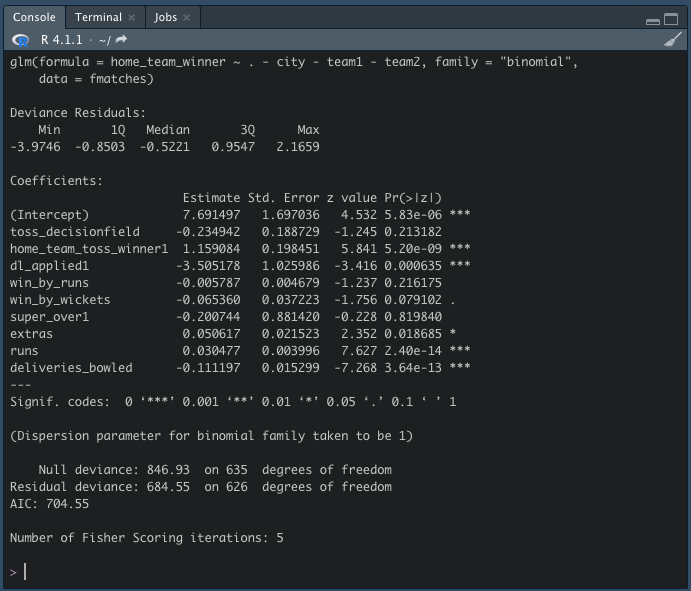 Console Terminal × Jobs ×
R 4.1.1 · ~/
glm(formula = home_team_winner ~ . - city - team1 - team2, family = "binomial",
    data = fmatches)
Deviance Residuals:
    Min      1Q  Median      3Q     Max
-3.9746 -0.8503 -0.5221  0.9547  2.1659
Coefficients:
                       Estimate Std. Error z value Pr(>|z|)
(Intercept)            7.691497   1.697036   4.532 5.83e-06 ***
toss_decisionfield    -0.234942   0.188729  -1.245 0.213182
home_team_toss_winner1 1.159084   0.198451   5.841 5.20e-09 ***
dl_applied1           -3.505178   1.025986  -3.416 0.000635 ***
win_by_runs           -0.005787   0.004679  -1.237 0.216175
win_by_wickets        -0.065360   0.037223  -1.756 0.079102 .
super_over1           -0.200744   0.881420  -0.228 0.819840
extras                 0.050617   0.021523   2.352 0.018685 *
runs                   0.030477   0.003996   7.627 2.40e-14 ***
deliveries_bowled     -0.111197   0.015299  -7.268 3.64e-13 ***
---
Signif. codes:  0 ‘***’ 0.001 ‘**’ 0.01 ‘*’ 0.05 ‘.’ 0.1 ‘ ’ 1
(Dispersion parameter for binomial family taken to be 1)
    Null deviance: 846.93  on 635  degrees of freedom
Residual deviance: 684.55  on 626  degrees of freedom
AIC: 704.55
Number of Fisher Scoring iterations: 5
>